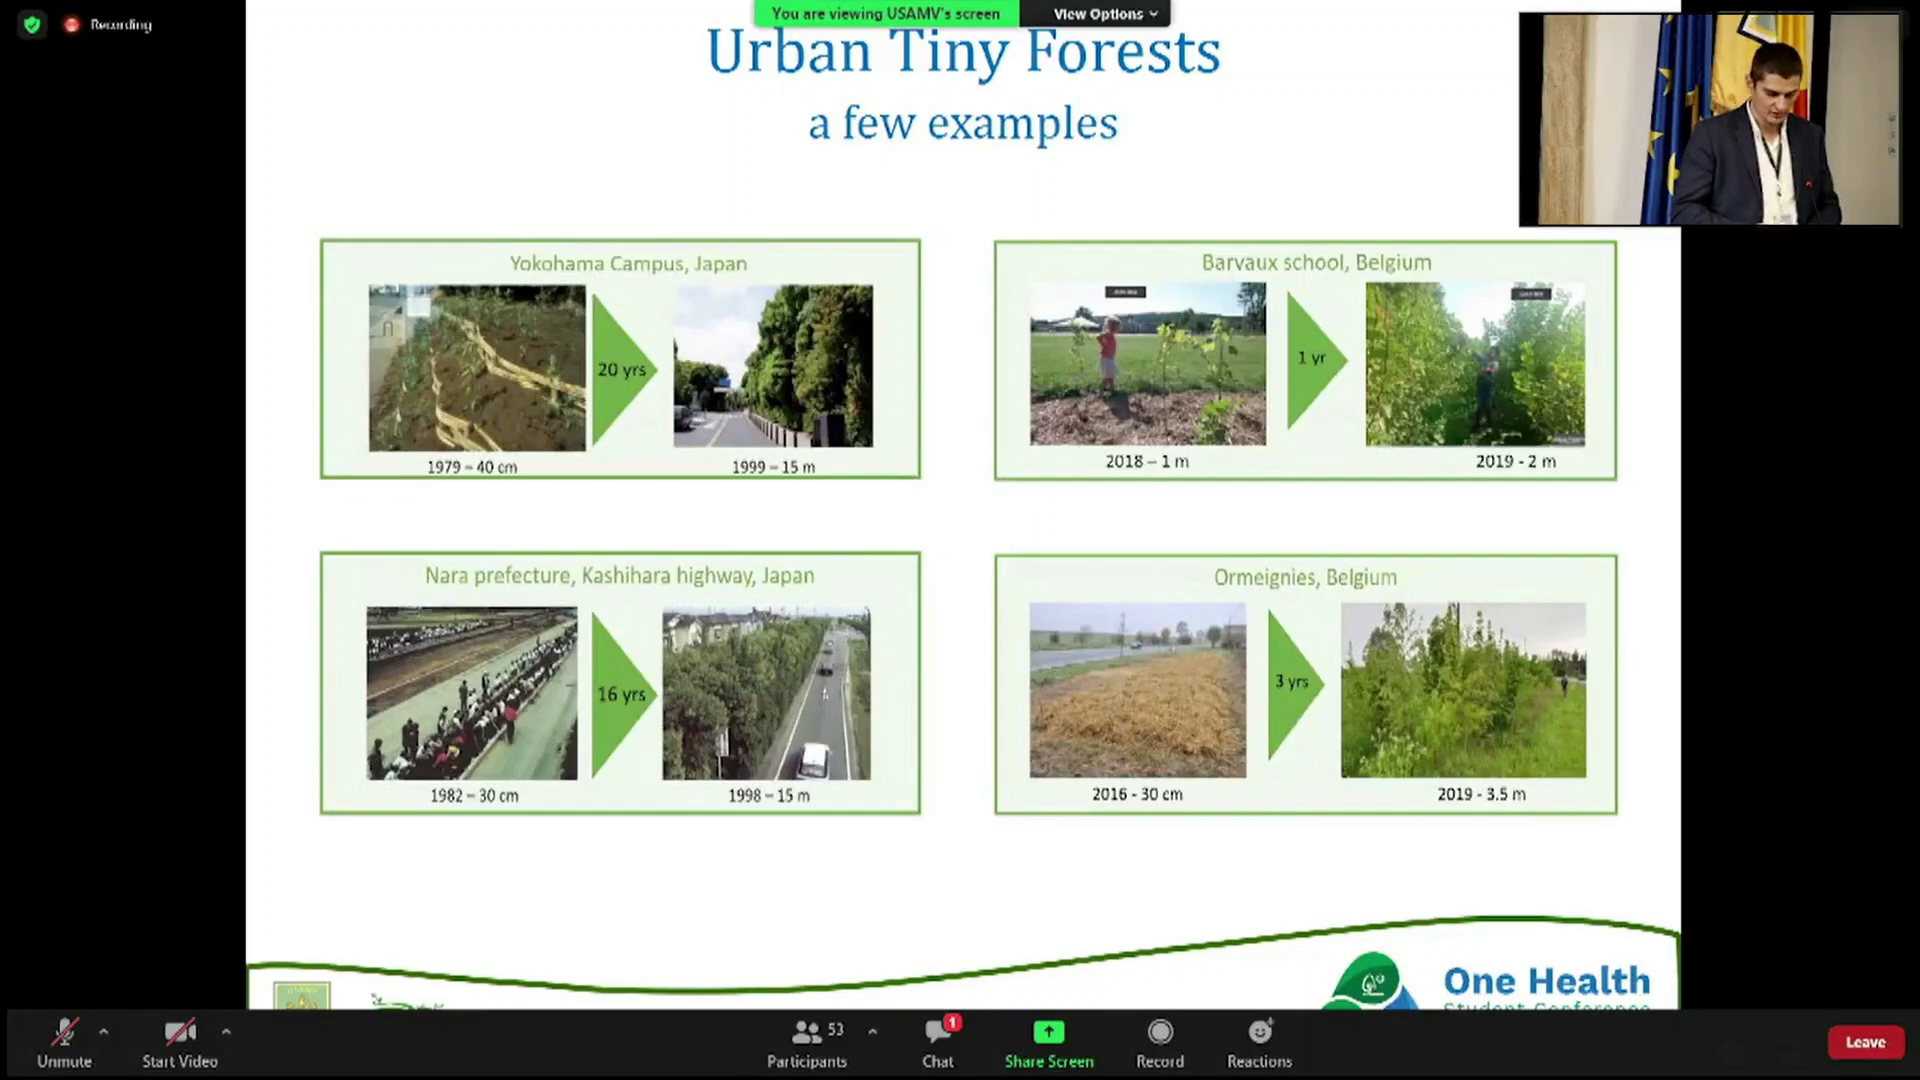 Recording
You are viewing USAMV's screen
View Options
Urban Tiny Forests
a few examples
Yokohama Campus, Japan
20 yrs
1979 – 40 cm
1999 – 15 m
Barvaux school, Belgium
1 yr
2018 – 1 m
2019 - 2 m
Nara prefecture, Kashihara highway, Japan
16 yrs
1982 – 30 cm
1998 – 15 m
Ormeignies, Belgium
3 yrs
2016 - 30 cm
2019 - 3.5 m
One Health
Student Conference
Unmute
Start Video
53
Participants
1
Chat
Share Screen
Record
Reactions
Leave